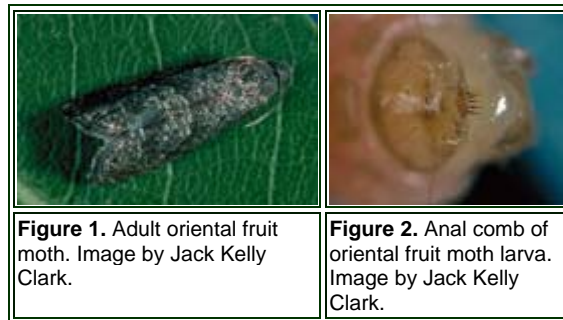 Figure 1. Adult oriental fruit
moth. Image by Jack Kelly
Clark.
Figure 2. Anal comb of
oriental fruit moth larva.
Image by Jack Kelly
Clark.